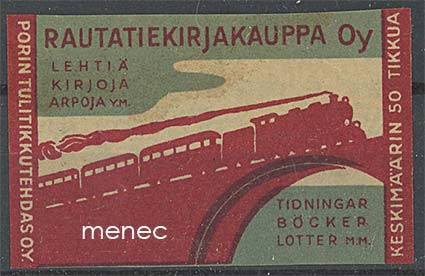 RAUTATIEKIRJAKAUPPA Oy
LEHTIÄ
KIRJOJA
ARPOJA Y.M.
PORIN TULITIKKUTEHDAS OY
KESKIMÄÄRIN 50 TIKKUA
TIDNINGAR
BÖCKER
LOTTER M.M.
menec